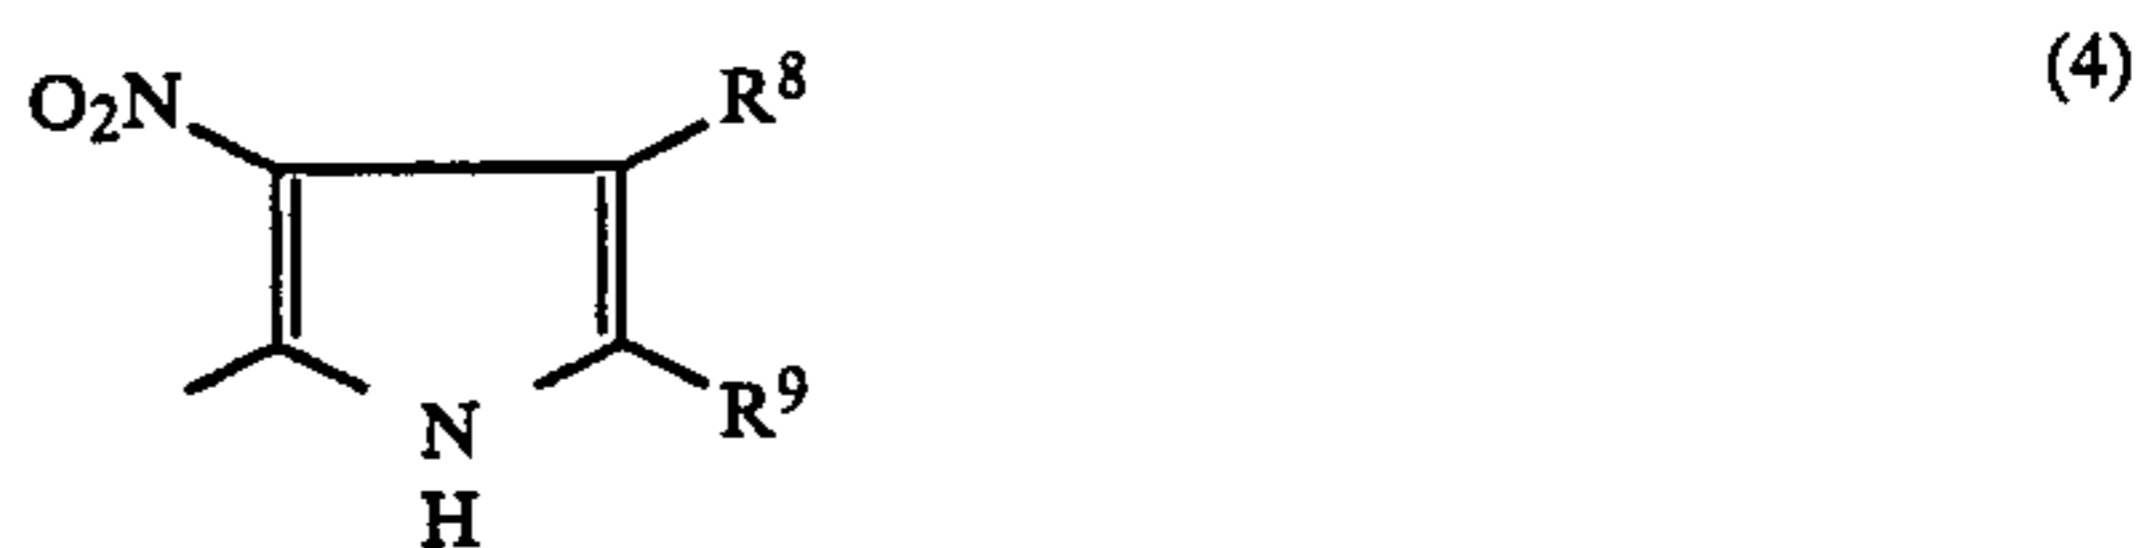 O₂N R⁸ (4)
R⁹
N
H